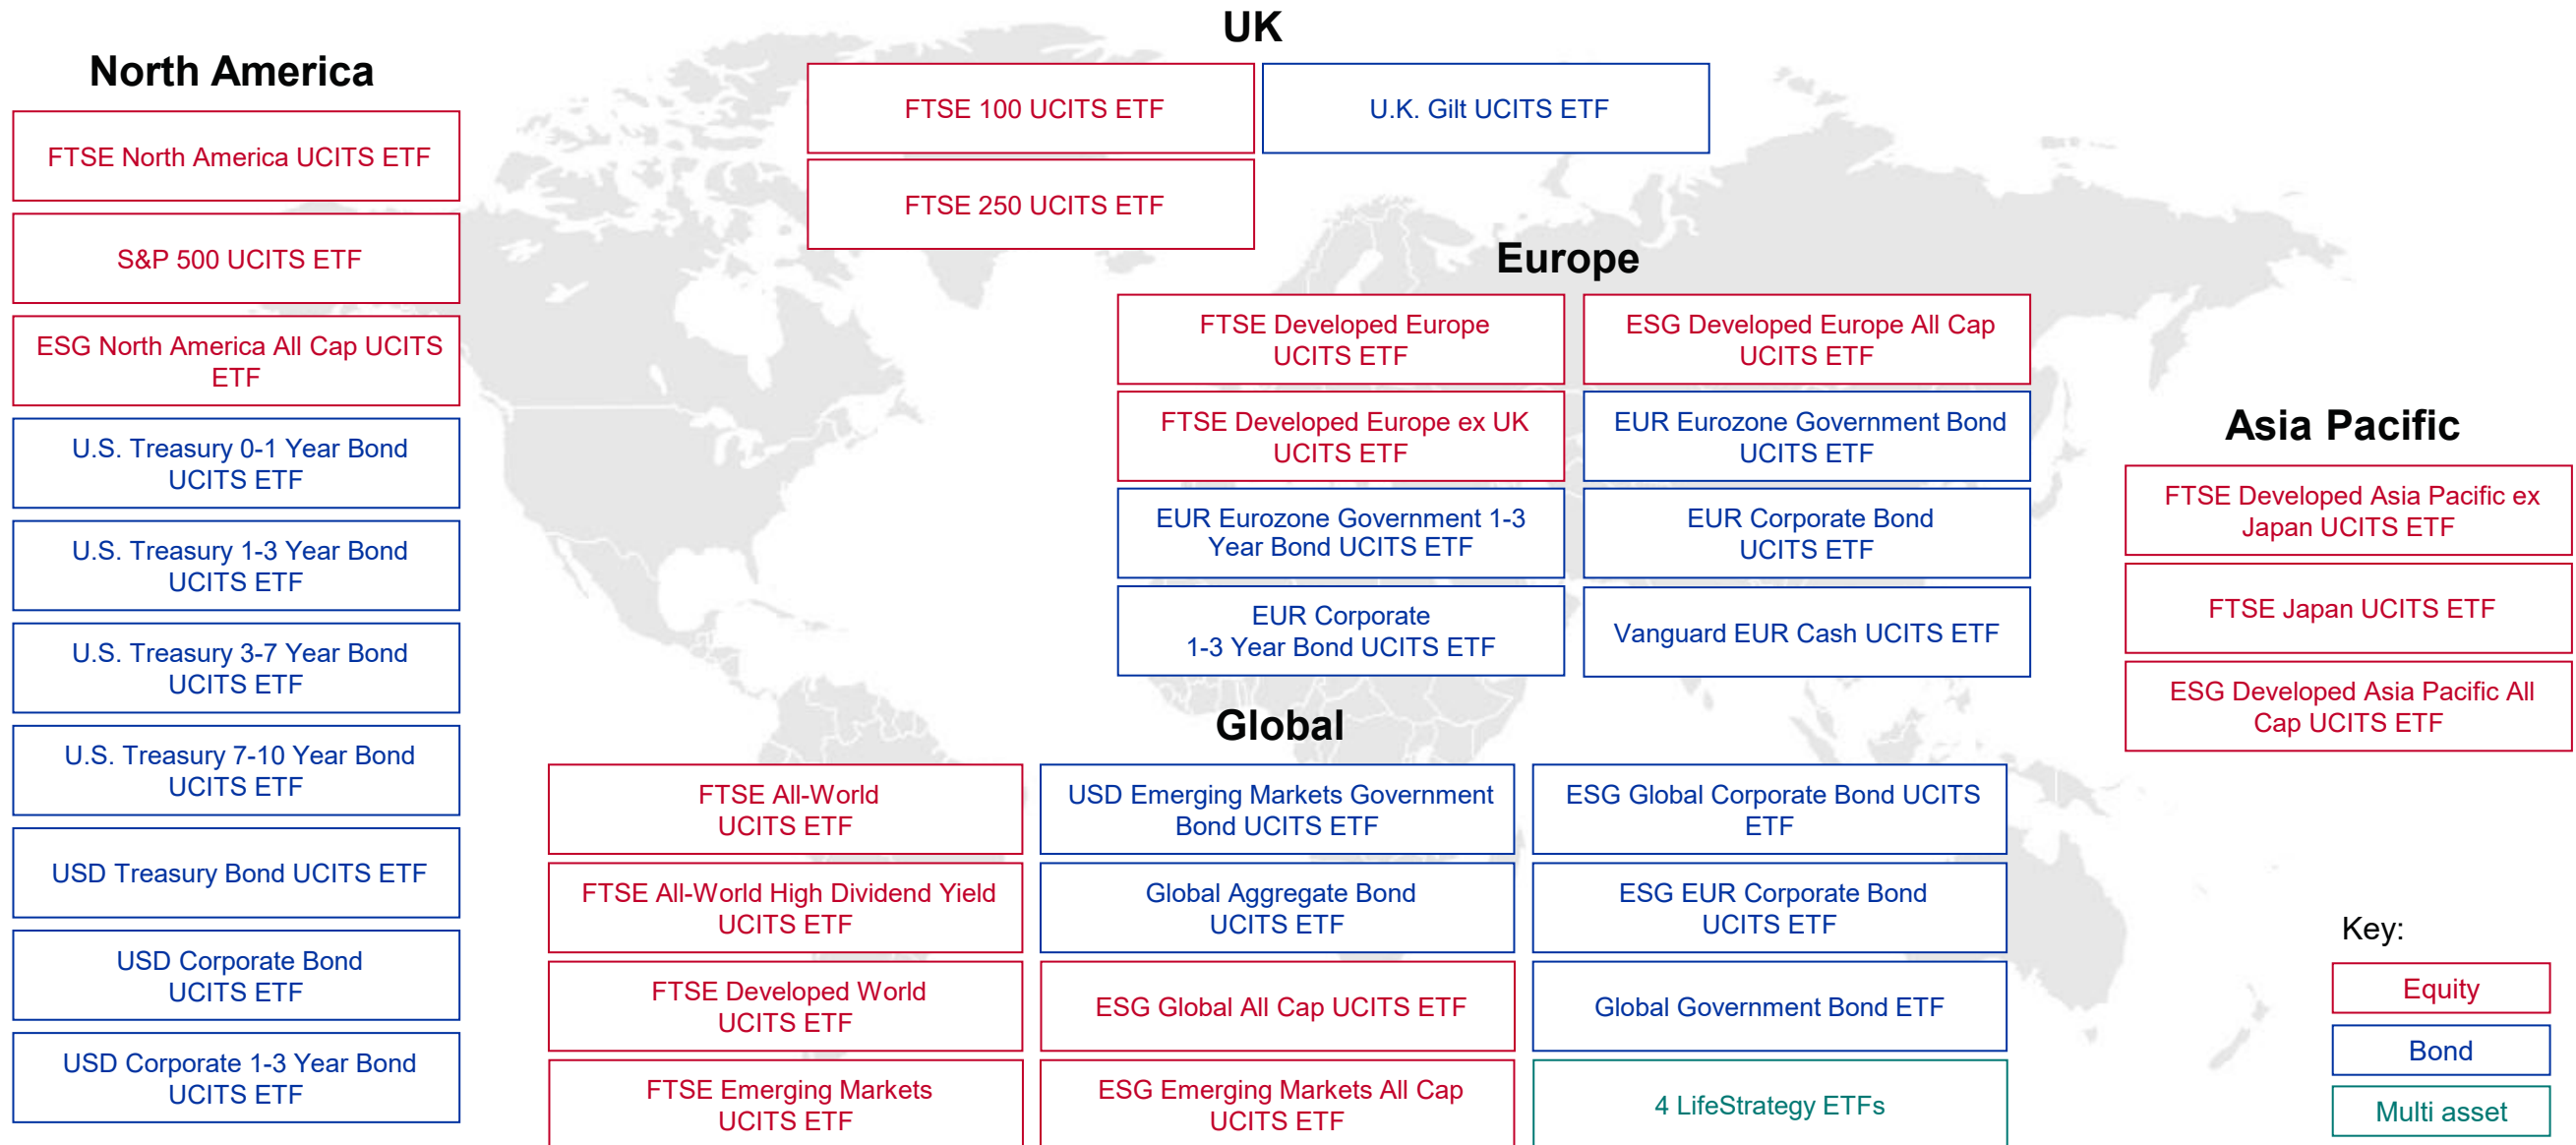 UK
FTSE 100 UCITS ETF
U.K. Gilt UCITS ETF
FTSE 250 UCITS ETF
North America
FTSE North America UCITS ETF
S&P 500 UCITS ETF
ESG North America All Cap UCITS
ETF
U.S. Treasury 0-1 Year Bond
UCITS ETF
U.S. Treasury 1-3 Year Bond
UCITS ETF
U.S. Treasury 3-7 Year Bond
UCITS ETF
U.S. Treasury 7-10 Year Bond
UCITS ETF
USD Treasury Bond UCITS ETF
USD Corporate Bond
UCITS ETF
USD Corporate 1-3 Year Bond
UCITS ETF
Europe
FTSE Developed Europe
UCITS ETF
ESG Developed Europe All Cap
UCITS ETF
FTSE Developed Europe ex UK
UCITS ETF
EUR Eurozone Government Bond
UCITS ETF
EUR Eurozone Government 1-3
Year Bond UCITS ETF
EUR Corporate Bond
UCITS ETF
EUR Corporate
1-3 Year Bond UCITS ETF
Vanguard EUR Cash UCITS ETF
Asia Pacific
FTSE Developed Asia Pacific ex
Japan UCITS ETF
FTSE Japan UCITS ETF
ESG Developed Asia Pacific All
Cap UCITS ETF
Global
FTSE All-World
UCITS ETF
USD Emerging Markets Government
Bond UCITS ETF
ESG Global Corporate Bond UCITS
ETF
FTSE All-World High Dividend Yield
UCITS ETF
Global Aggregate Bond
UCITS ETF
ESG EUR Corporate Bond
UCITS ETF
FTSE Developed World
UCITS ETF
ESG Global All Cap UCITS ETF
Global Government Bond ETF
FTSE Emerging Markets
UCITS ETF
ESG Emerging Markets All Cap
UCITS ETF
4 LifeStrategy ETFs
Key:
Equity
Bond
Multi asset